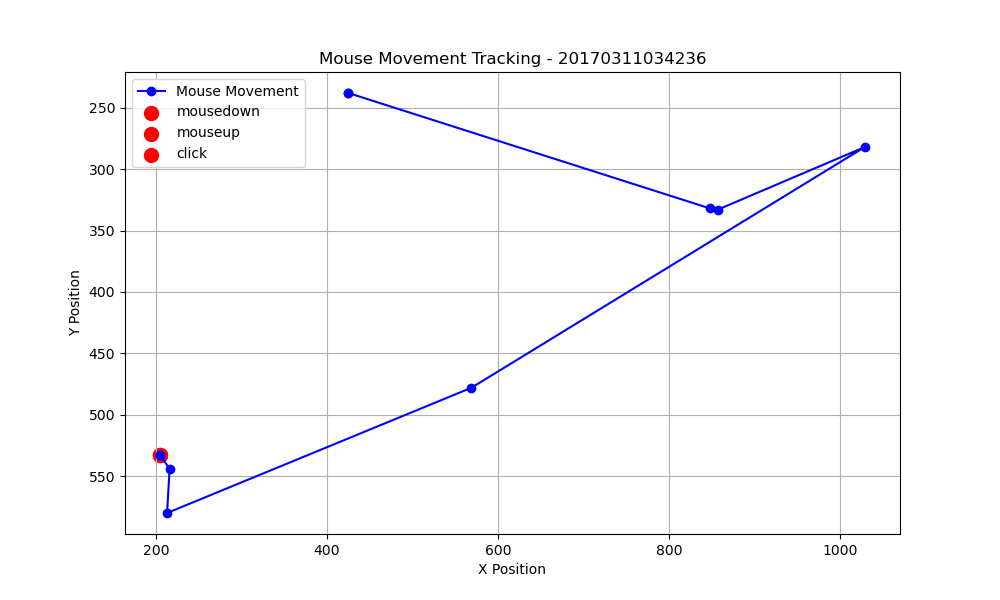 Mouse Movement Tracking - 20170311034236
Mouse Movement
mousedown
mouseup
click
250
300
350
400
450
500
550
Y Position
200
400
600
800
1000
X Position